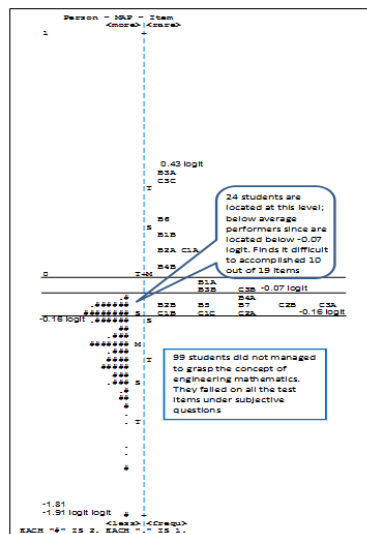 Person - MAP - Item
<more>|<rare>
1
0.43 logit
B3A
C3C
T
24 students are
located at this level;
below average
performers since are
located below -0.07
logit. Finds it difficult
to accomplished 10
out of 19 items
B6
S
B1B
B2A C1A
B4B
0 T+M
B1A
B3B C3B -0.07 logit
.# B4A
.###### B2B B5 B7 C2B C3A
######## S C1B C1C C2A -0.16 logit
-0.16 logit
S
M
T
S
T
99 students did not managed
to grasp the concept of
engineering mathematics.
They failed on all the test
items under subjective
questions
-1.81
-1.91 logit logit # +
<less>|<frequ>
EACH "#" IS 2. EACH "." IS 1.